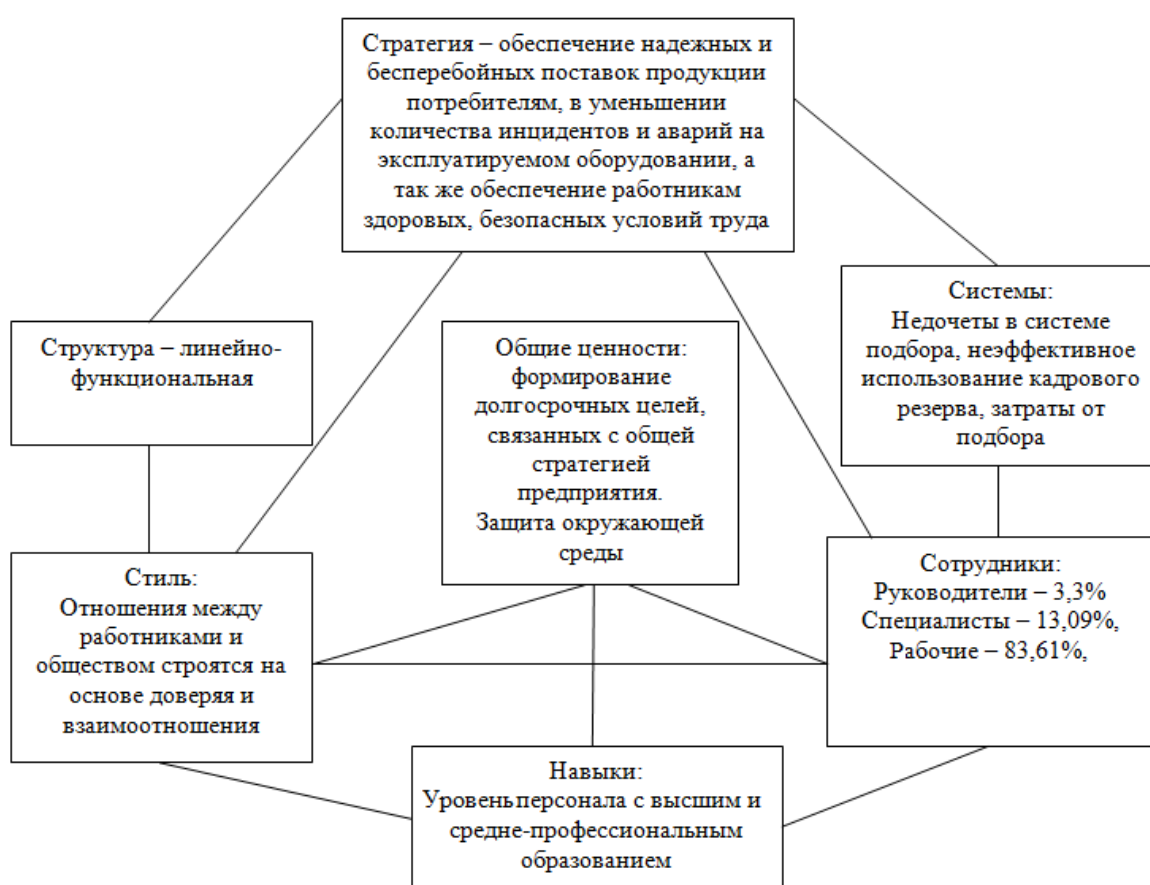 Стратегия – обеспечение надежных и
бесперебойных поставок продукции
потребителям, в уменьшении
количества инцидентов и аварий на
эксплуатируемом оборудовании, а
так же обеспечение работникам
здоровых, безопасных условий труда
Структура – линейно-
функциональная
Общие ценности:
формирование
долгосрочных целей,
связанных с общей
стратегией
предприятия.
Защита окружающей
среды
Системы:
Недочеты в системе
подбора, неэффективное
использование кадрового
резерва, затраты от
подбора
Стиль:
Отношения между
работниками и
обществом строятся на
основе доверяя и
взаимоотношения
Сотрудники:
Руководители – 3,3%
Специалисты – 13,09%,
Рабочие – 83,61%,
Навыки:
Уровень персонала с высшим и
средне-профессиональным
образованием